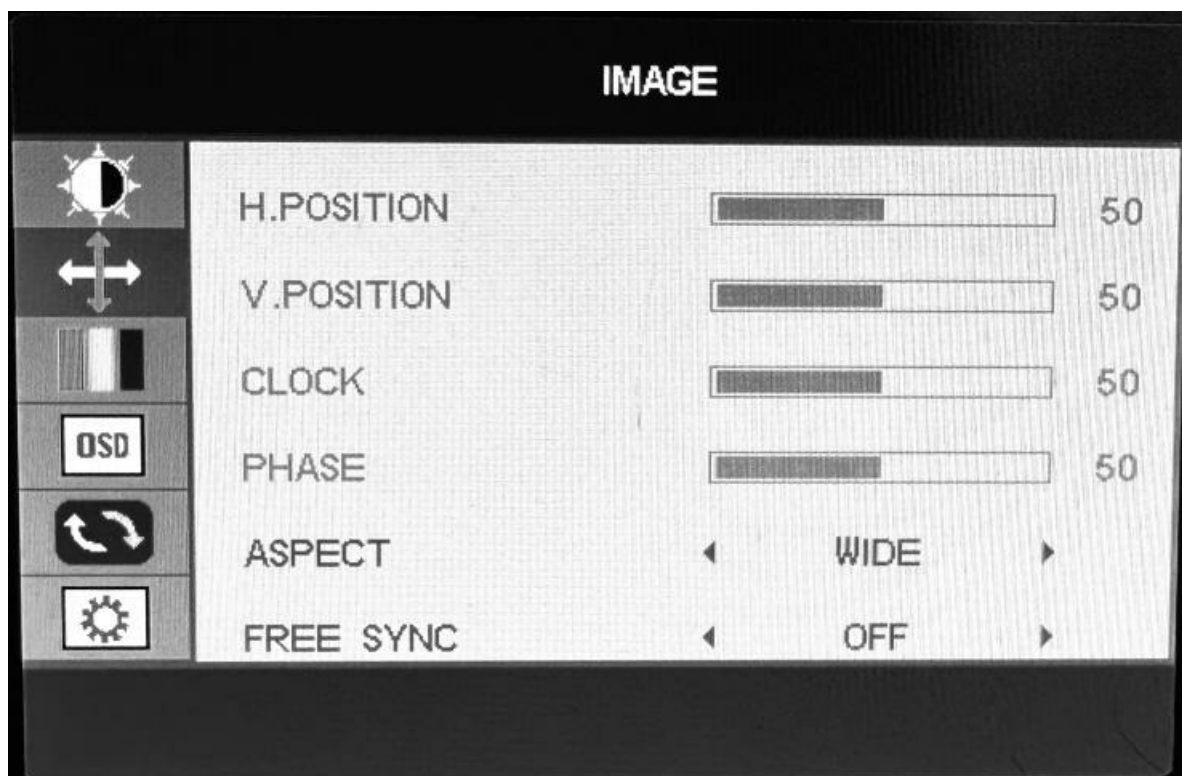 IMAGE
H.POSITION 50
V.POSITION 50
CLOCK 50
PHASE 50
OSD
ASPECT WIDE
FREE SYNC OFF